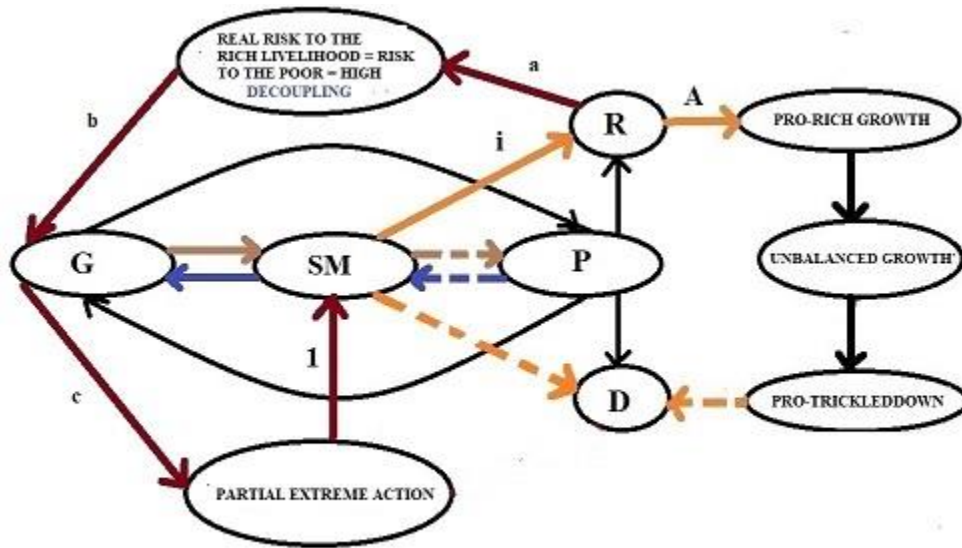 REAL RISK TO THE
RICH LIVELIHOOD = RISK
TO THE POOR = HIGH
DECOUPLING
a
R
A
PRO-RICH GROWTH
b
i
G
SM
P
UNBALANCED GROWTH'
c
1
D
PRO-TRICKLEDDOWN
PARTIAL EXTREME ACTION